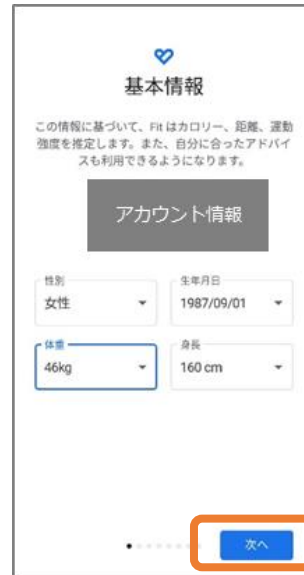 基本情報
この情報に基づいて、Fit はカロリー、距離、運動
強度を推定します。また、自分に合ったアドバイ
スも利用できるようになります。
アカウント情報
性別
女性
生年月日
1987/09/01
体重
46kg
身長
160 cm
次へ